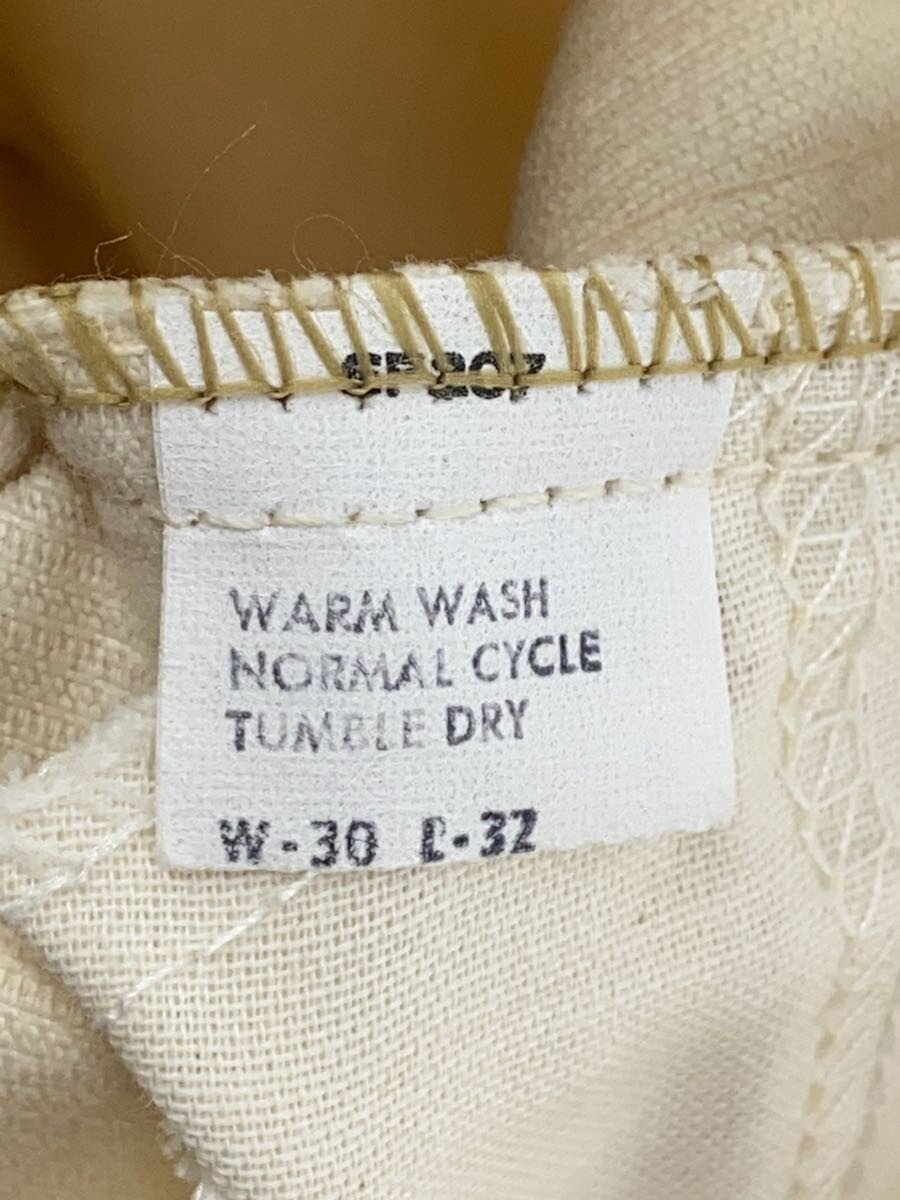 WARM WASH
NORMAL CYCLE
TUMBLE DRY
W-30 L-32